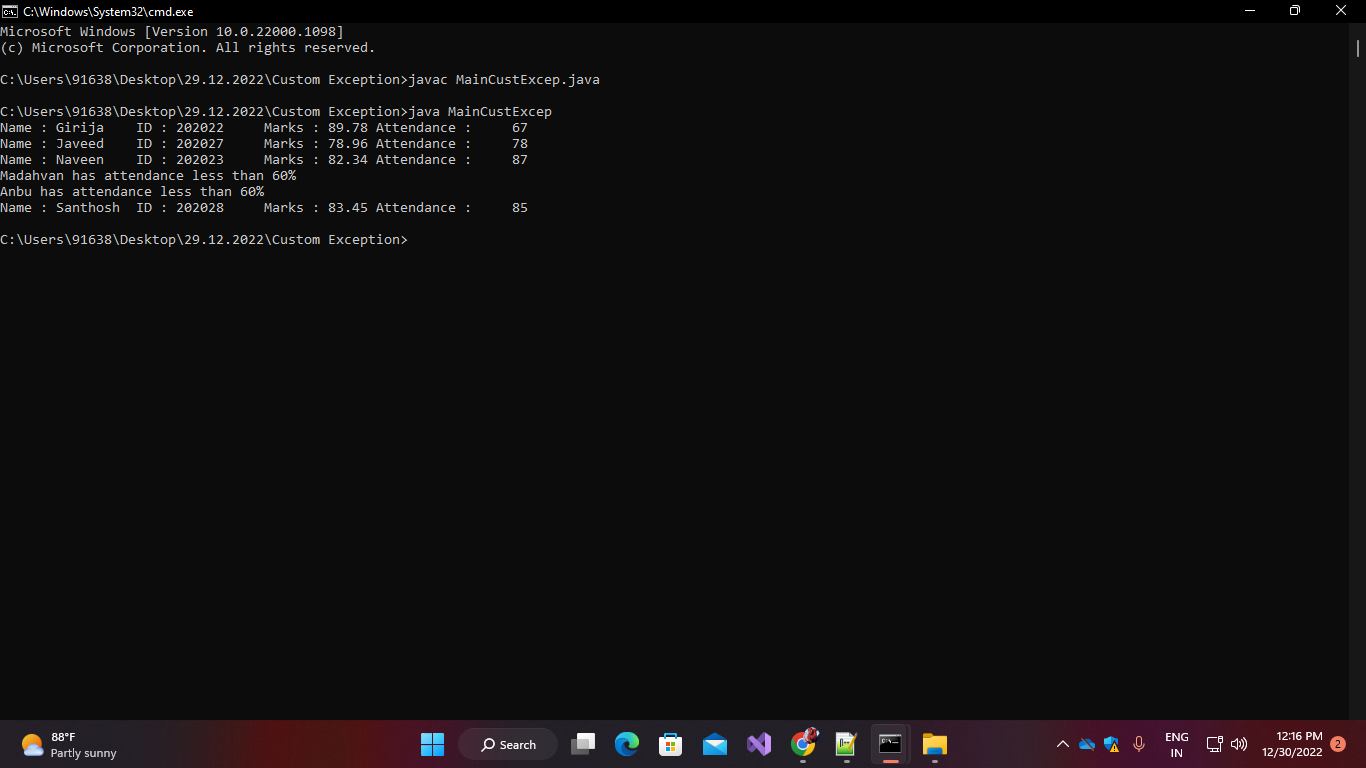 C:\Windows\System32\cmd.exe
Microsoft Windows [Version 10.0.22000.1098]
(c) Microsoft Corporation. All rights reserved.
C:\Users\91638\Desktop\29.12.2022\Custom Exception>javac MainCustExcep.java
C:\Users\91638\Desktop\29.12.2022\Custom Exception>java MainCustExcep
Name : Girija    ID : 202022     Marks : 89.78 Attendance :     67
Name : Javeed    ID : 202027     Marks : 78.96 Attendance :     78
Name : Naveen    ID : 202023     Marks : 82.34 Attendance :     87
Madahvan has attendance less than 60%
Anbu has attendance less than 60%
Name : Santhosh  ID : 202028     Marks : 83.45 Attendance :     85
C:\Users\91638\Desktop\29.12.2022\Custom Exception>
88°F
Partly sunny
Search
ENG
IN
12:16 PM
12/30/2022
2